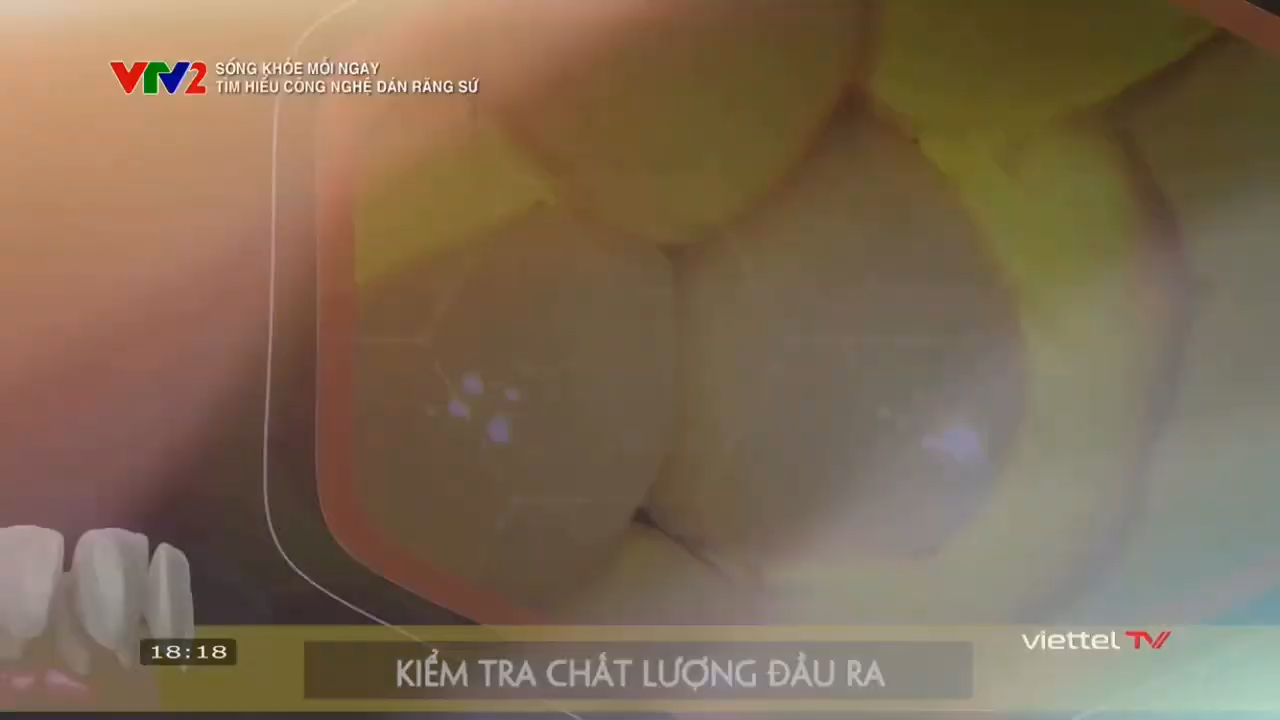 VTV2
SỐNG KHỎE MỖI NGÀY
TÌM HIỂU CÔNG NGHỆ DÁN RĂNG SỨ
18:18
viettel TV
KIỂM TRA CHẤT LƯỢNG ĐẦU RA